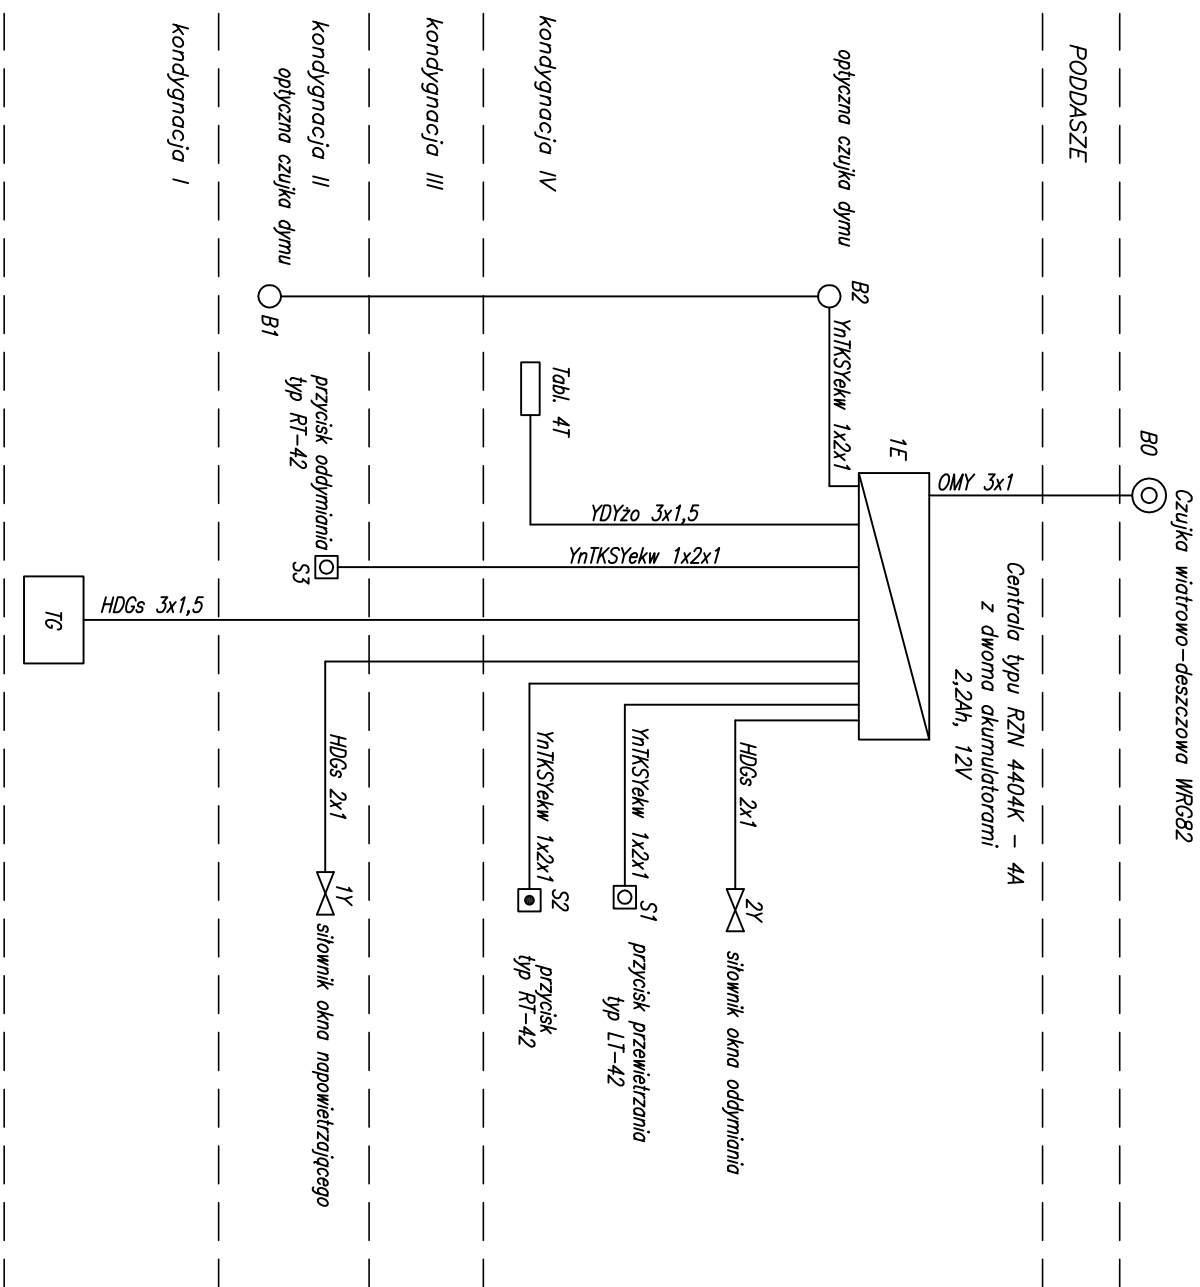 B0
Czujka wiatrowo-deszczowa WRG82
PODDASZE
OMY 3x1
Centrala typu RZN 4404K - 4A
z dwoma akumulatorami
2,2Ah, 12V
1E
optyczna czujka dymu
B2
YnTKSYekw 1x2x1
YDYżo 3x1,5
YnTKSYekw 1x2x1
HDGs 2x1
2Y
siłownik okna oddymiania
YnTKSYekw 1x2x1
S1
przycisk przewietrzania
typ LT-42
kondygnacja IV
Tabl. 4T
YnTKSYekw 1x2x1
S2
przycisk
typ RT-42
kondygnacja III
kondygnacja II
optyczna czujka dymu
B1
przycisk oddymiania
typ RT-42
S3
HDGs 2x1
1Y
siłownik okna napowietrzającego
kondygnacja I
HDGs 3x1,5
TG